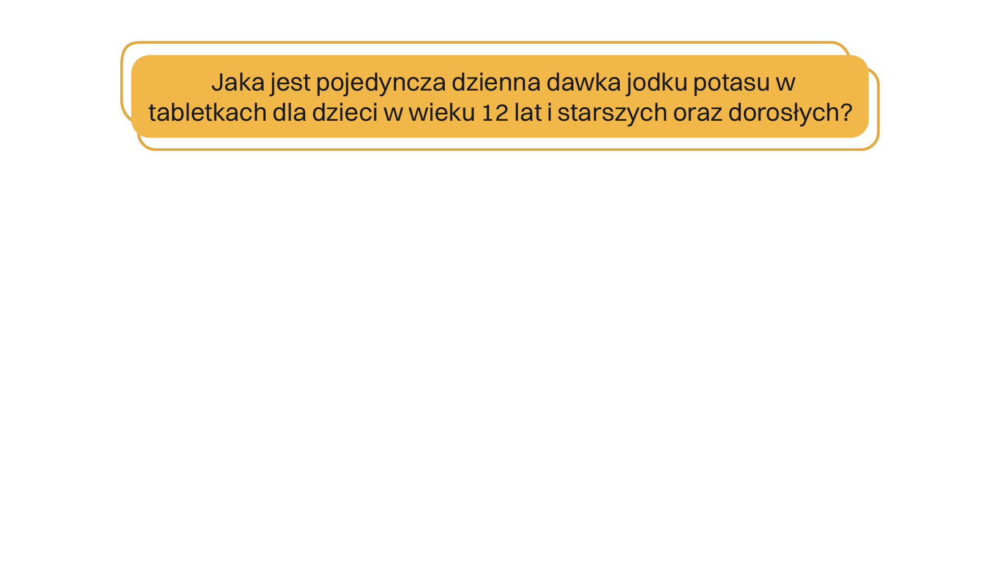 Jaka jest pojedyncza dzienna dawka jodku potasu w
tabletkach dla dzieci w wieku 12 lat i starszych oraz dorosłych?